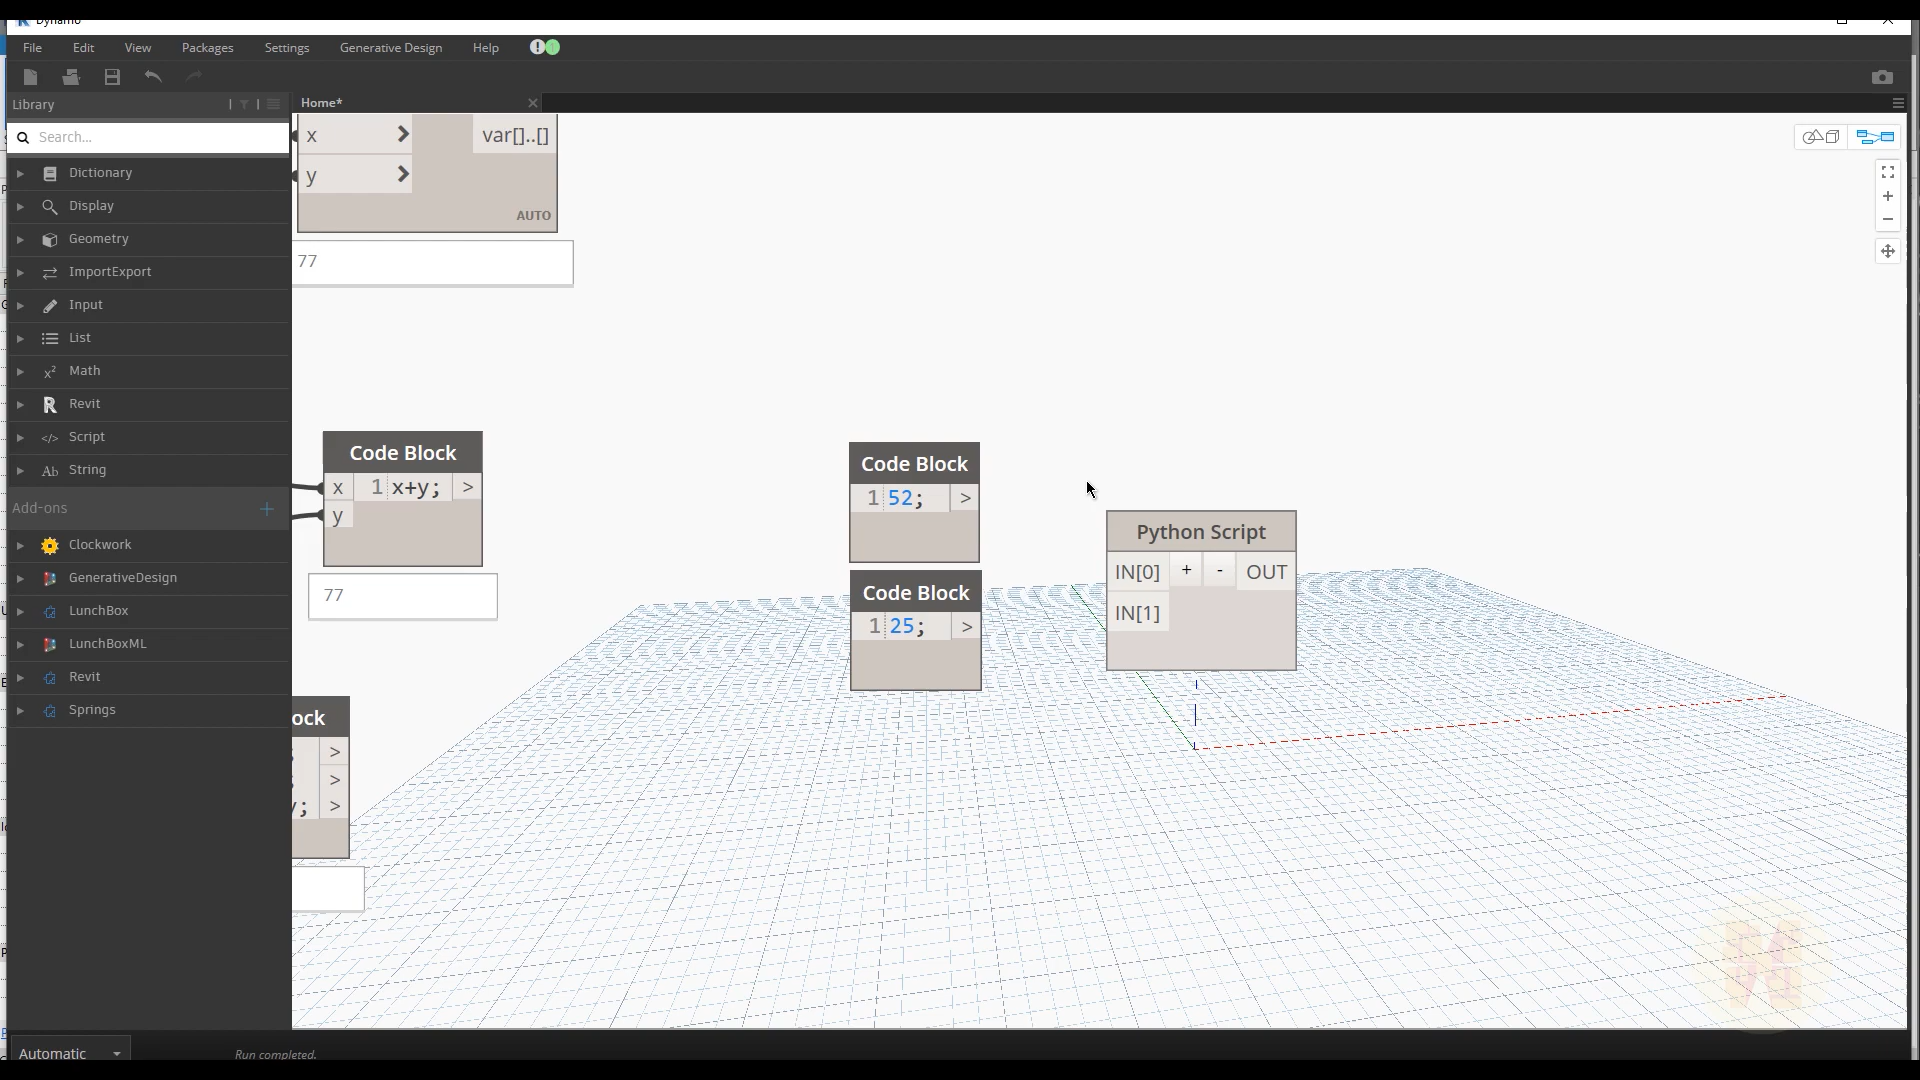 Dynamo
File Edit View Packages Settings Generative Design Help
Library
Home*
Search...
Dictionary
Display
Geometry
ImportExport
Input
List
Math
Revit
Script
String
Add-ons
Clockwork
GenerativeDesign
LunchBox
LunchBoxML
Revit
Springs
x > var[]..[]
y >
AUTO
77
Code Block
x 1 x+y; >
y
77
ock
; >
; >
y; >
Code Block
1 52; >
Code Block
1 25; >
Python Script
IN[0] + - OUT
IN[1]
Automatic
Run completed.